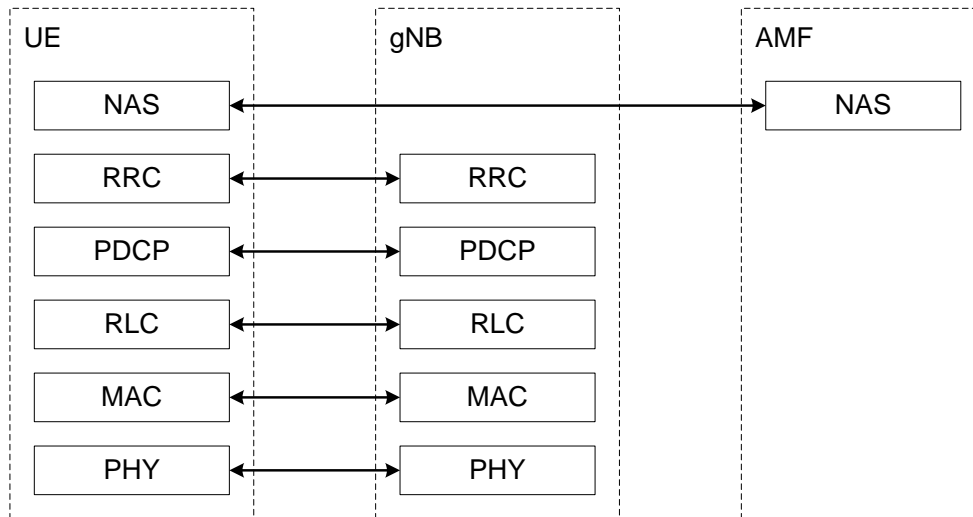 UE gNB AMF
NAS NAS
RRC RRC
PDCP PDCP
RLC RLC
MAC MAC
PHY PHY